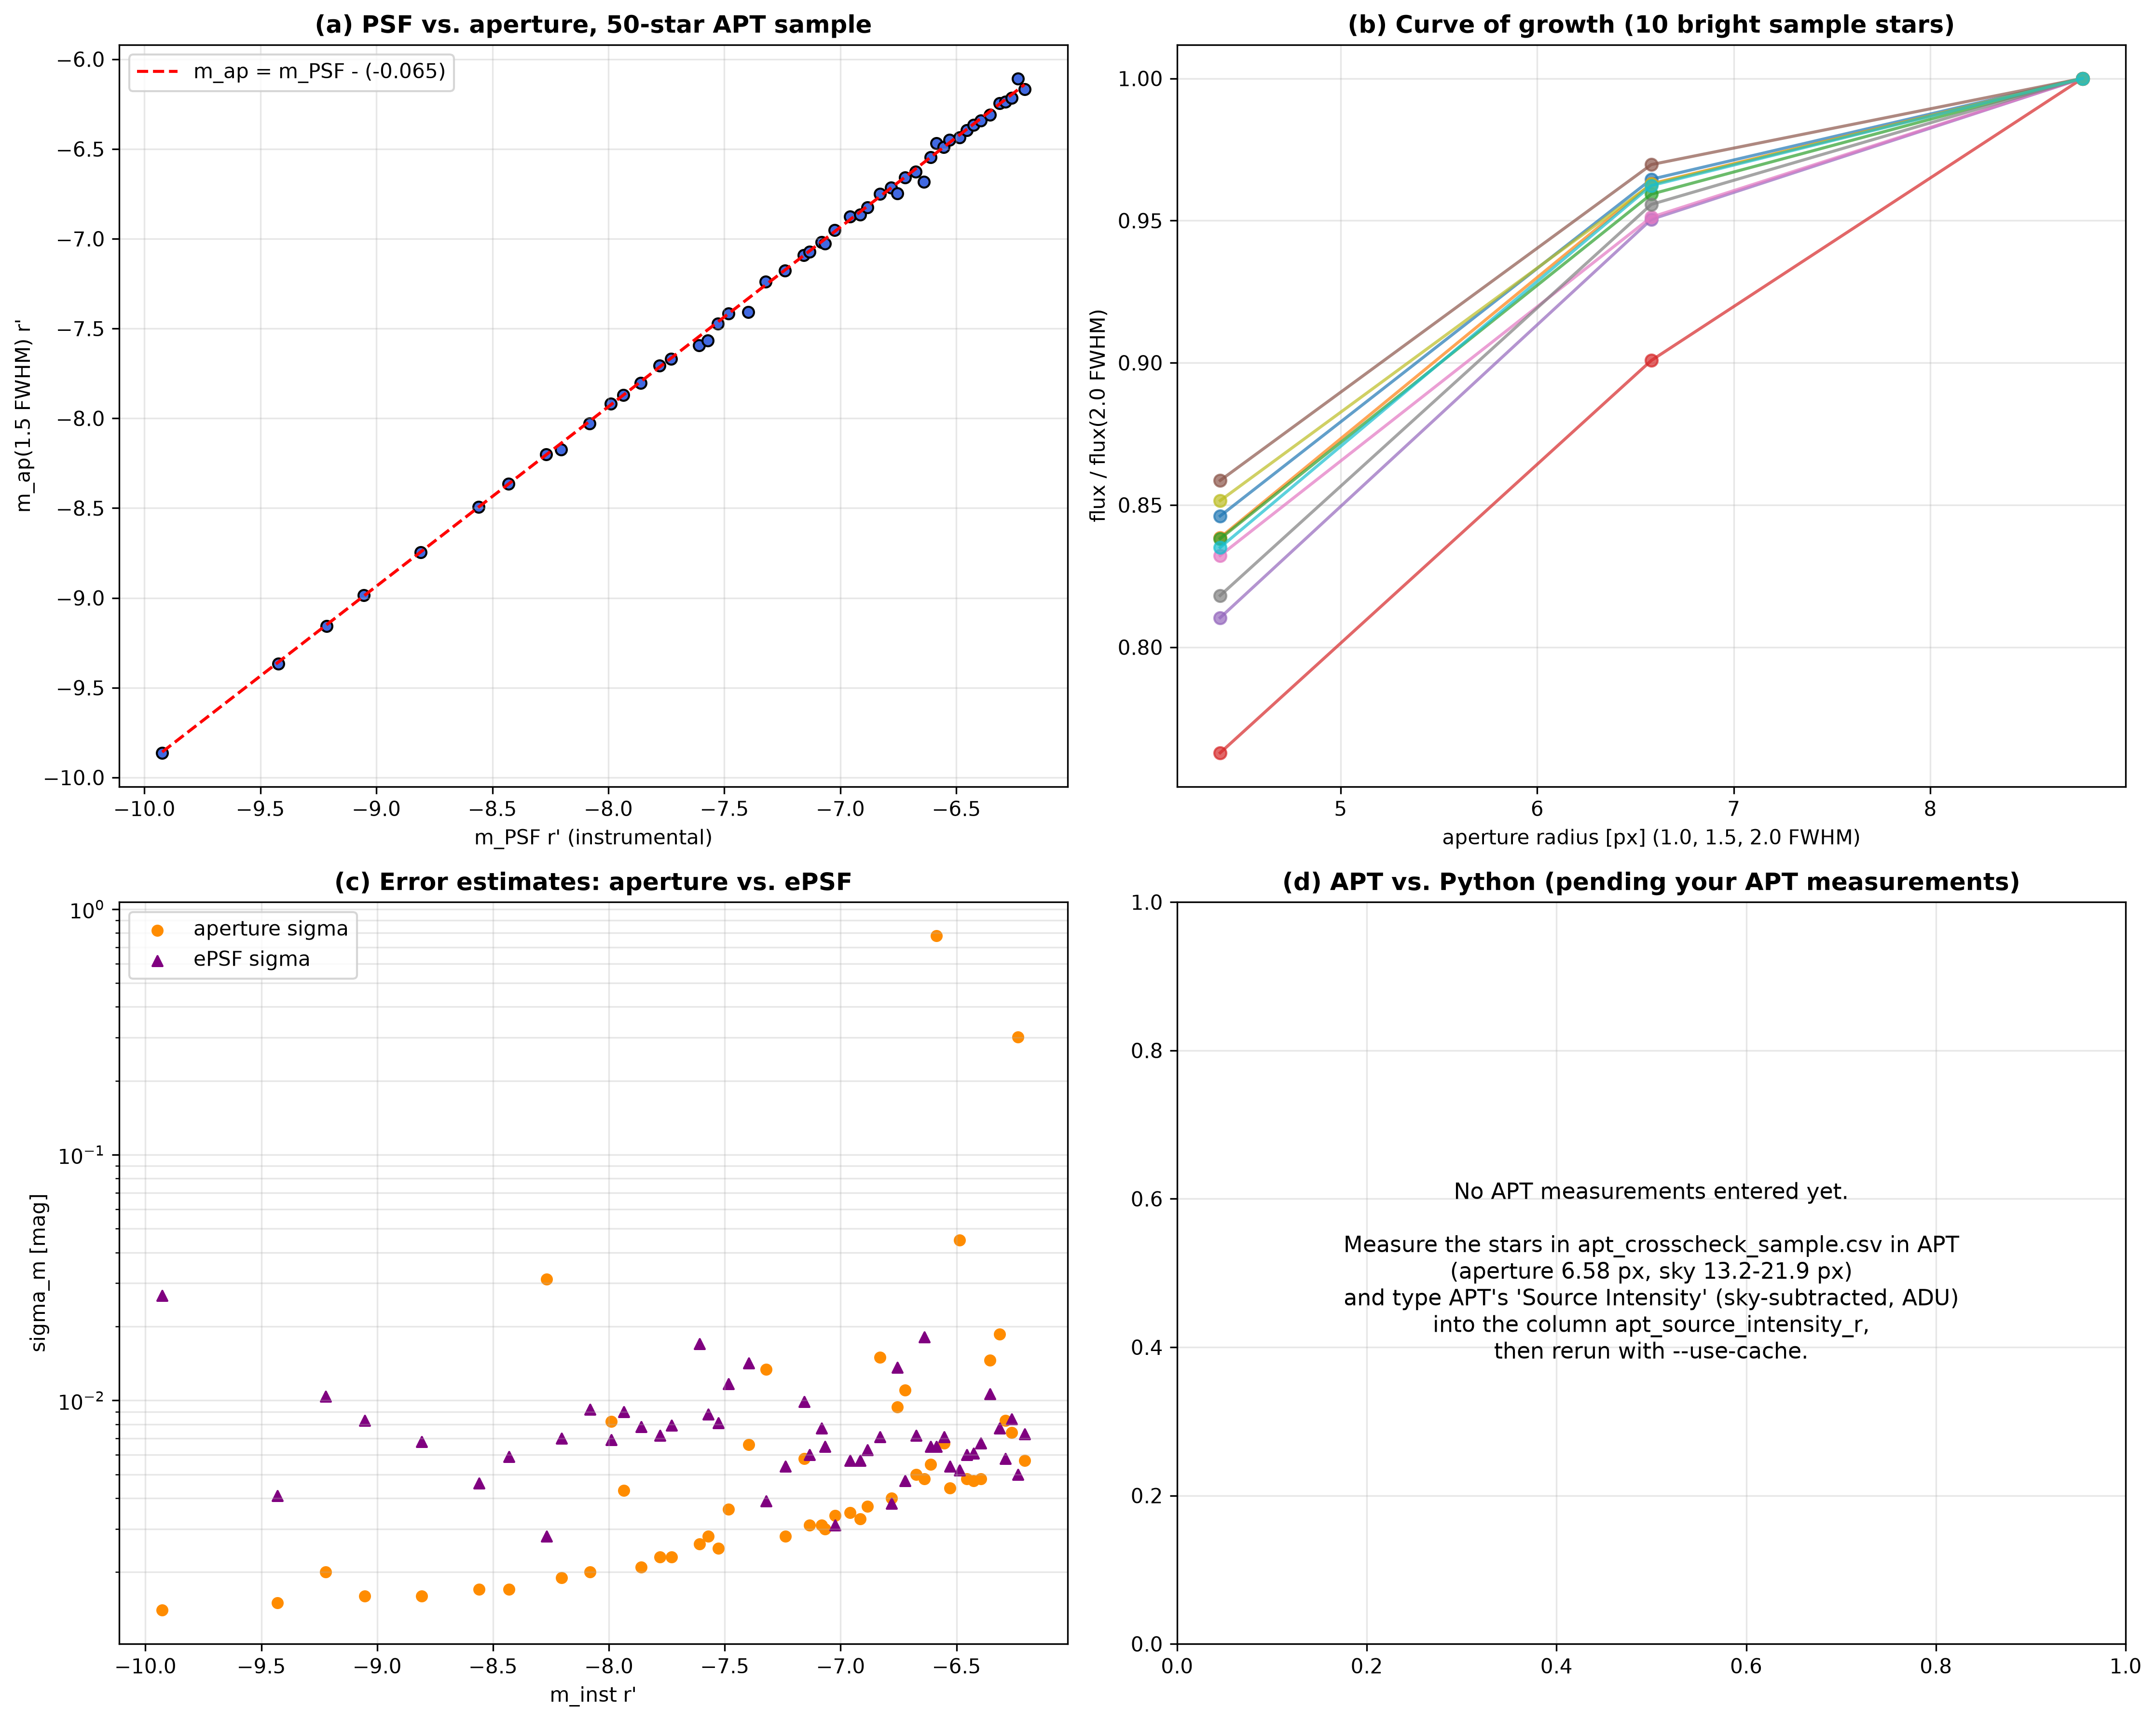 (a) PSF vs. aperture, 50-star APT sample
m_ap = m_PSF - (-0.065)
−6.0
−6.5
−7.0
−7.5
−8.0
−8.5
−9.0
−9.5
−10.0
m_ap(1.5 FWHM) r'
−10.0 −9.5 −9.0 −8.5 −8.0 −7.5 −7.0 −6.5
m_PSF r' (instrumental)
(b) Curve of growth (10 bright sample stars)
1.00
0.95
0.90
0.85
0.80
flux / flux(2.0 FWHM)
5 6 7 8
aperture radius [px] (1.0, 1.5, 2.0 FWHM)
(c) Error estimates: aperture vs. ePSF
aperture sigma
ePSF sigma
10⁰
10⁻¹
10⁻²
sigma_m [mag]
−10.0 −9.5 −9.0 −8.5 −8.0 −7.5 −7.0 −6.5
m_inst r'
(d) APT vs. Python (pending your APT measurements)
1.0
0.8
0.6
0.4
0.2
0.0
No APT measurements entered yet.
Measure the stars in apt_crosscheck_sample.csv in APT
(aperture 6.58 px, sky 13.2-21.9 px)
and type APT's 'Source Intensity' (sky-subtracted, ADU)
into the column apt_source_intensity_r,
then rerun with --use-cache.
0.0 0.2 0.4 0.6 0.8 1.0